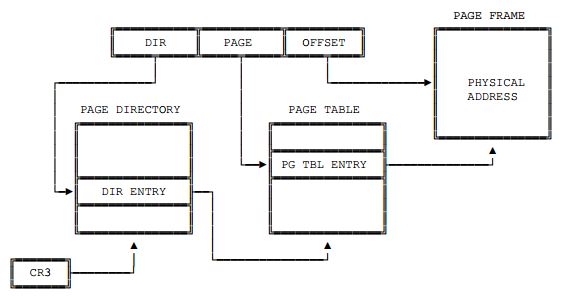 PAGE FRAME
DIR PAGE OFFSET
PHYSICAL
ADDRESS
PAGE DIRECTORY PAGE TABLE
PG TBL ENTRY
DIR ENTRY
CR3